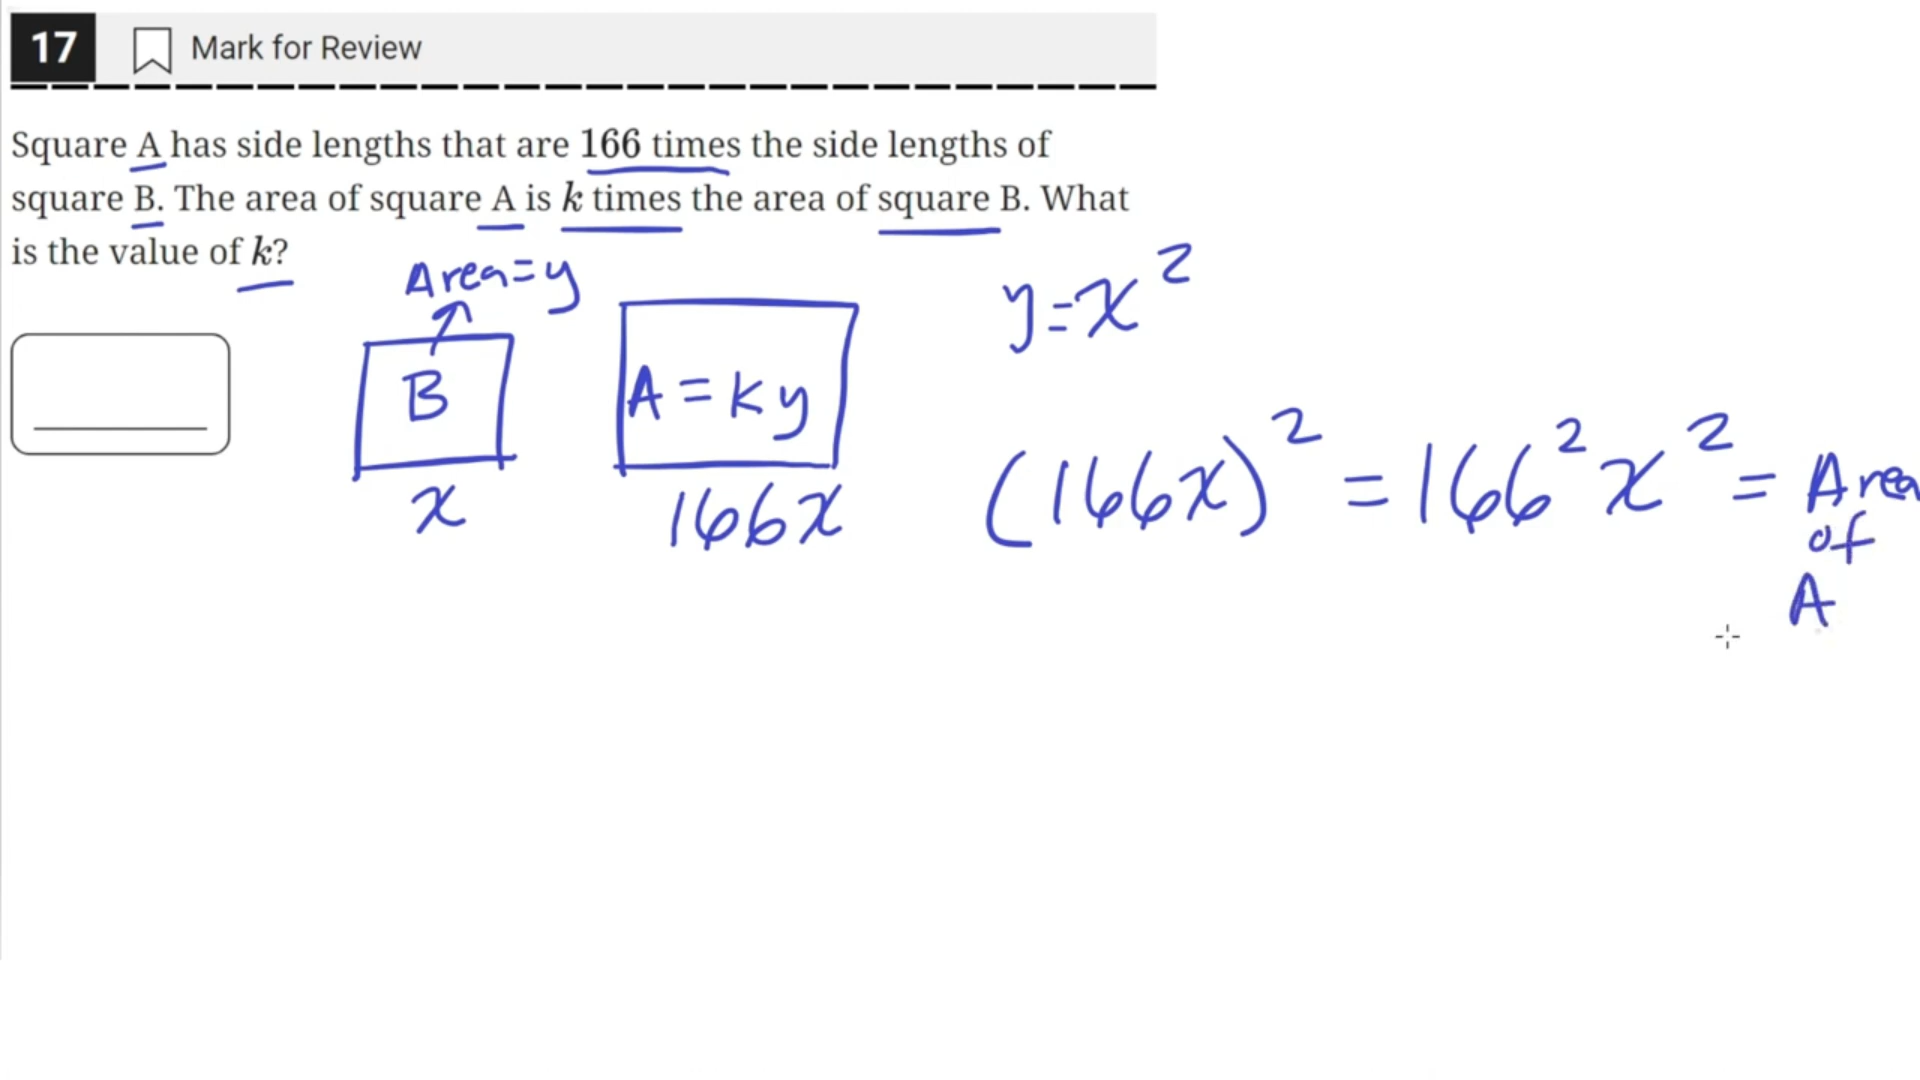 17 Mark for Review
Square A has side lengths that are 166 times the side lengths of
square B. The area of square A is k times the area of square B. What
is the value of k?
Area=y
B
x
A = ky
166x
y=x²
(166x)² = 166²x² = Area
of
A